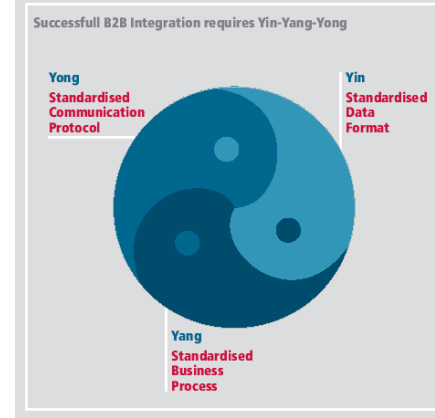 Successfull B2B Integration requires Yin-Yang-Yong
Yong
Standardised
Communication
Protocol
Yin
Standardised
Data
Format
Yang
Standardised
Business
Process